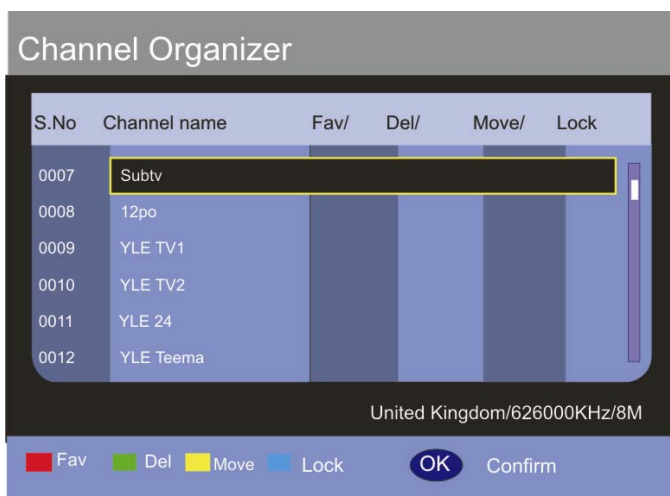 Channel Organizer
S.No Channel name Fav/ Del/ Move/ Lock
0007 Subtv
0008 12po
0009 YLE TV1
0010 YLE TV2
0011 YLE 24
0012 YLE Teema
United Kingdom/626000KHz/8M
Fav Del Move Lock OK Confirm